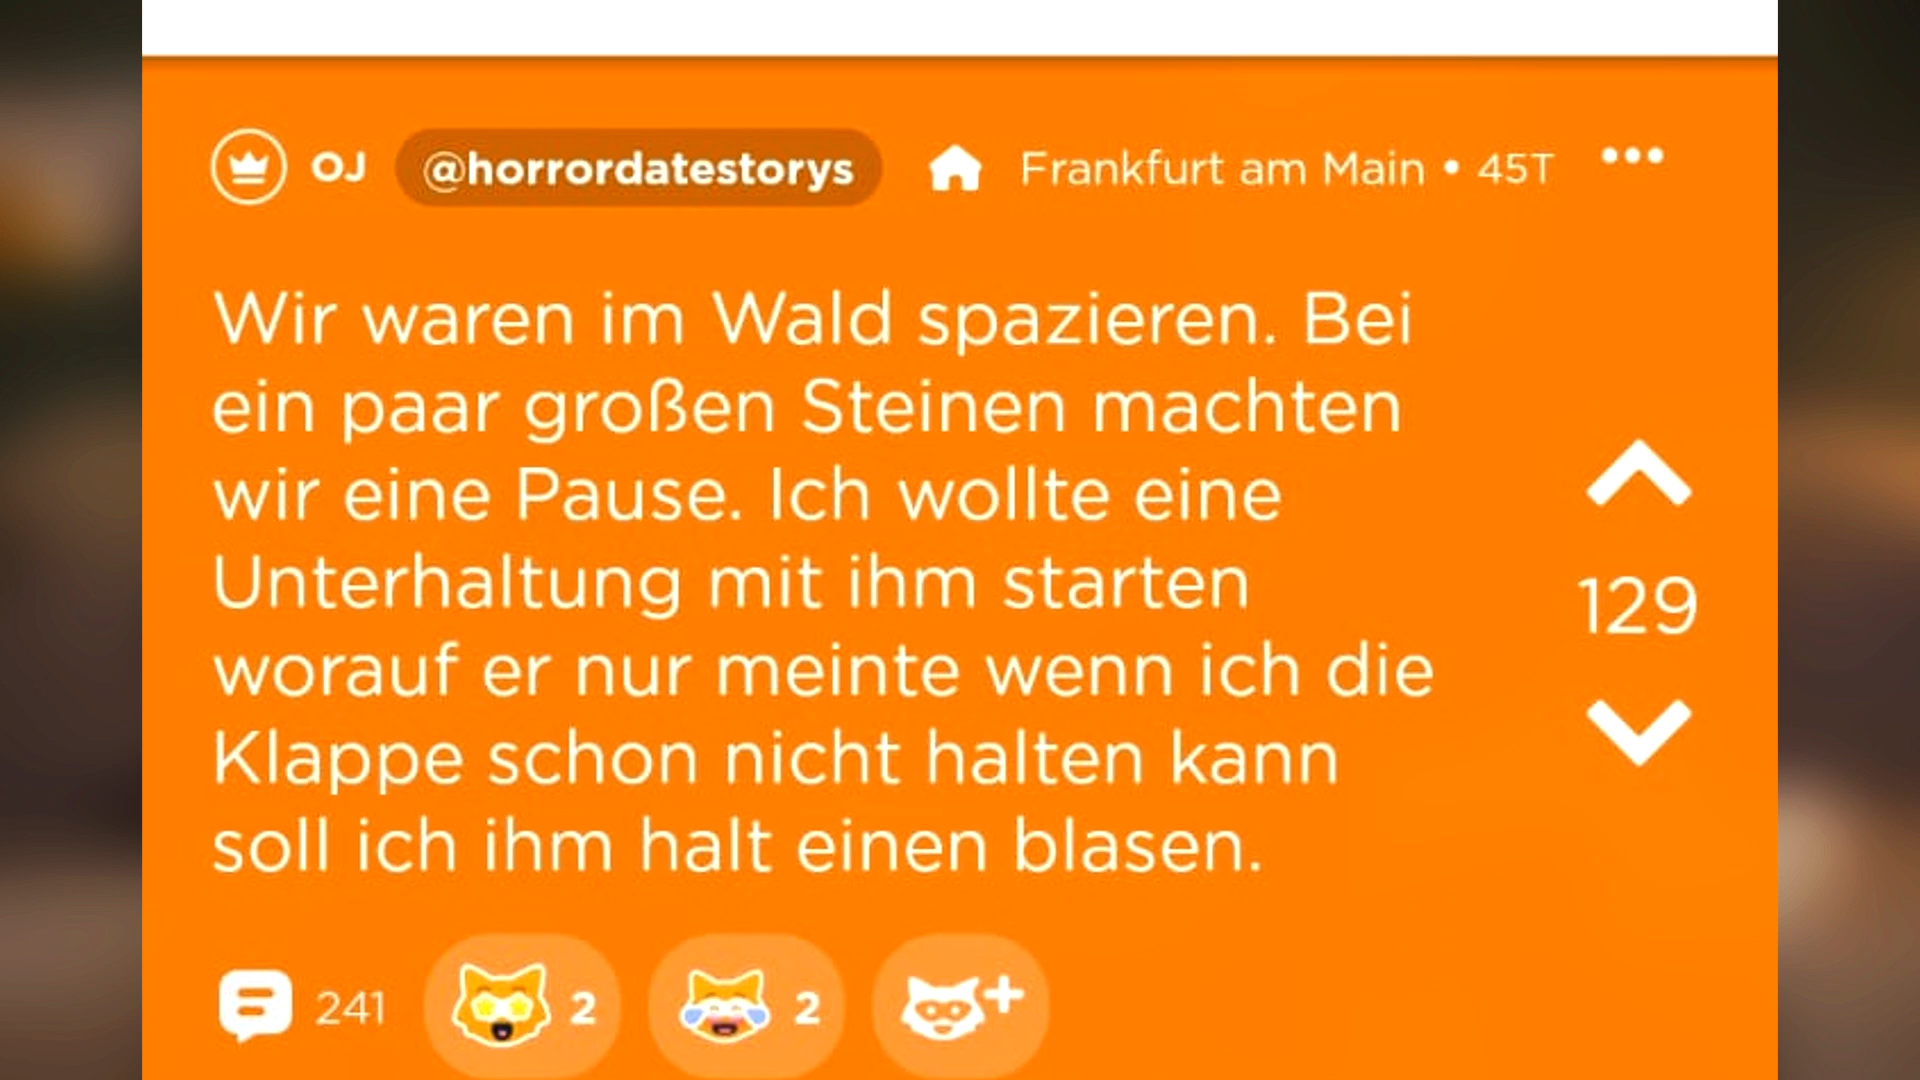 OJ @horrordatestorys Frankfurt am Main • 45T
Wir waren im Wald spazieren. Bei
ein paar großen Steinen machten
wir eine Pause. Ich wollte eine
Unterhaltung mit ihm starten
worauf er nur meinte wenn ich die
Klappe schon nicht halten kann
soll ich ihm halt einen blasen.
129
241 2 2